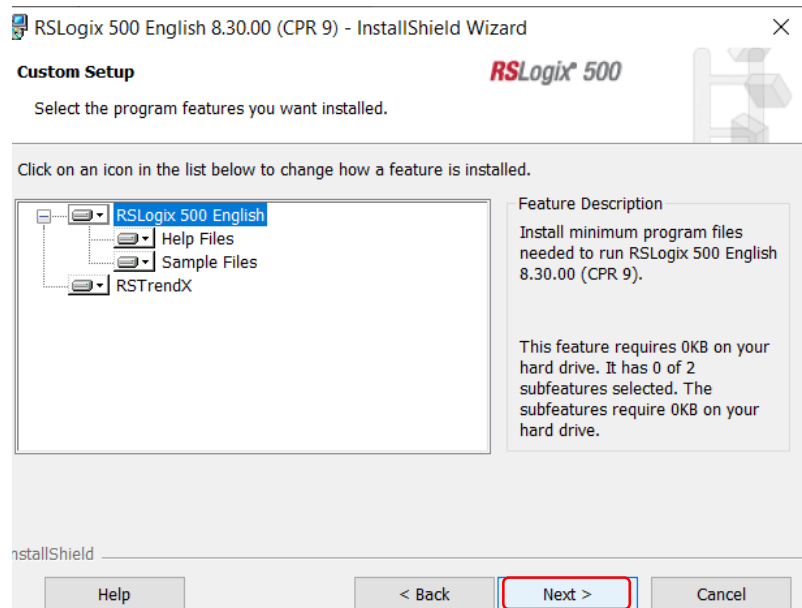 RSLogix 500 English 8.30.00 (CPR 9) - InstallShield Wizard
Custom Setup
RSLogix 500
Select the program features you want installed.
Click on an icon in the list below to change how a feature is installed.
RSLogix 500 English
Help Files
Sample Files
RSTrendX
Feature Description
Install minimum program files
needed to run RSLogix 500 English
8.30.00 (CPR 9).
This feature requires 0KB on your
hard drive. It has 0 of 2
subfeatures selected. The
subfeatures require 0KB on your
hard drive.
nstallShield
Help
< Back
Next >
Cancel